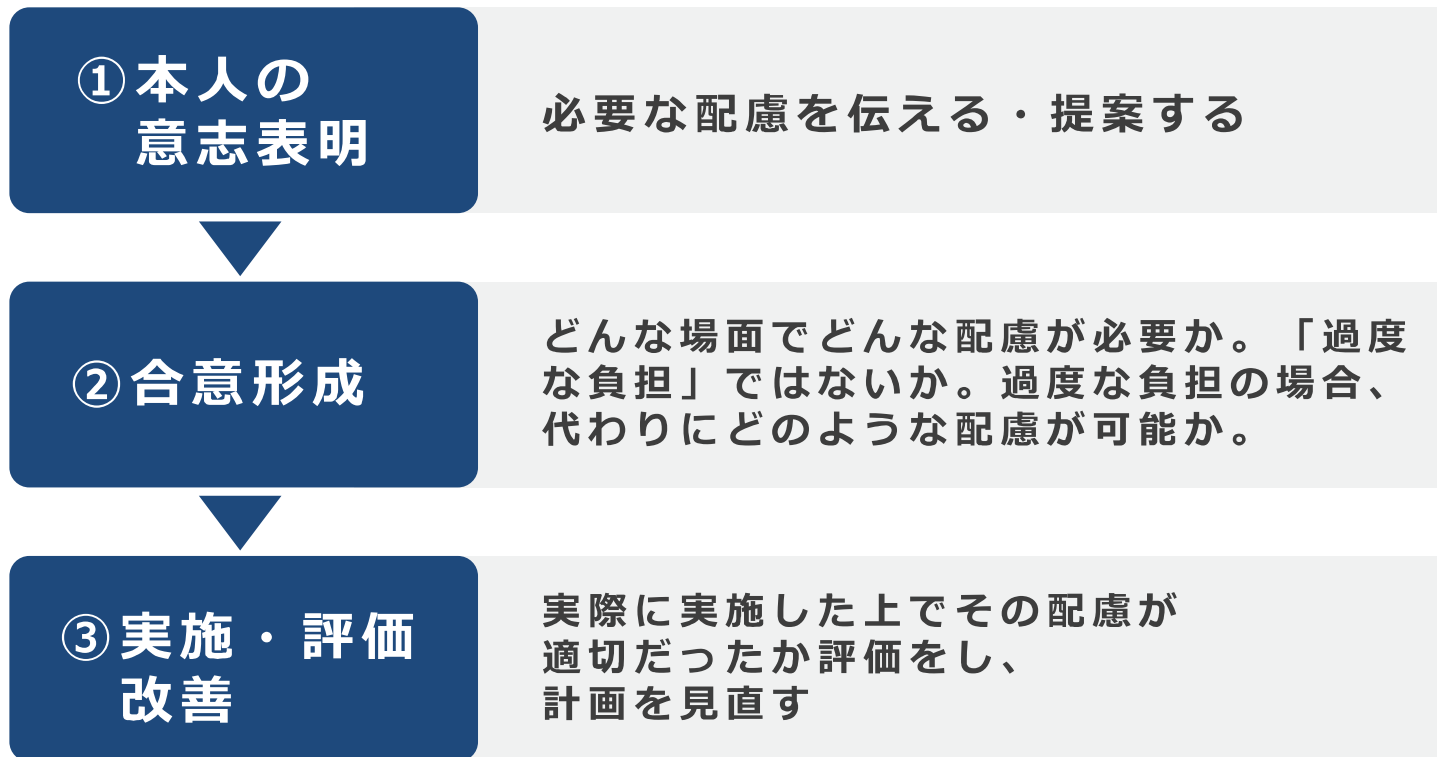 ①本人の
意志表明
必要な配慮を伝える・提案する
②合意形成
どんな場面でどんな配慮が必要か。「過度
な負担」ではないか。過度な負担の場合、
代わりにどのような配慮が可能か。
③実施・評価
改善
実際に実施した上でその配慮が
適切だったか評価をし、
計画を見直す